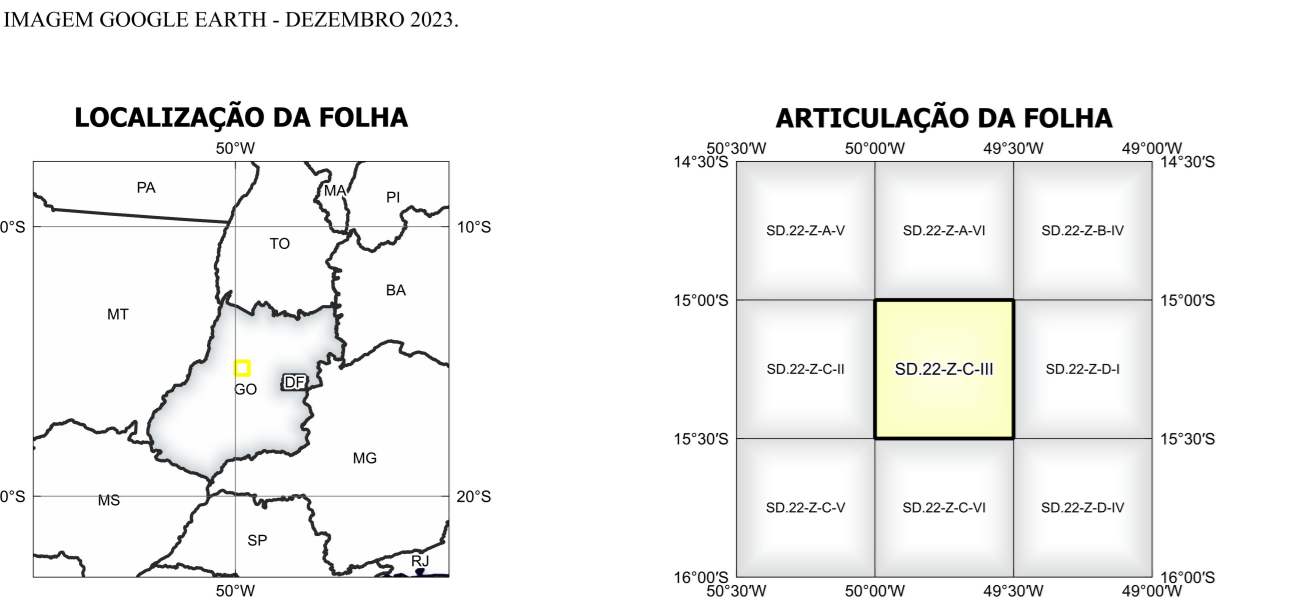 IMAGEM GOOGLE EARTH - DEZEMBRO 2023.
LOCALIZAÇÃO DA FOLHA
50°W
PA
MA
PI
0°S
10°S
TO
BA
MT
GO
DF
MG
MS
0°S
20°S
SP
RJ
50°W
ARTICULAÇÃO DA FOLHA
50°30'W 50°00'W 49°30'W 49°00'W
14°30'S 14°30'S
SD.22-Z-A-V SD.22-Z-A-VI SD.22-Z-B-IV
15°00'S 15°00'S
SD.22-Z-C-II SD.22-Z-C-III SD.22-Z-D-I
15°30'S 15°30'S
SD.22-Z-C-V SD.22-Z-C-VI SD.22-Z-D-IV
16°00'S 16°00'S
50°30'W 50°00'W 49°30'W 49°00'W